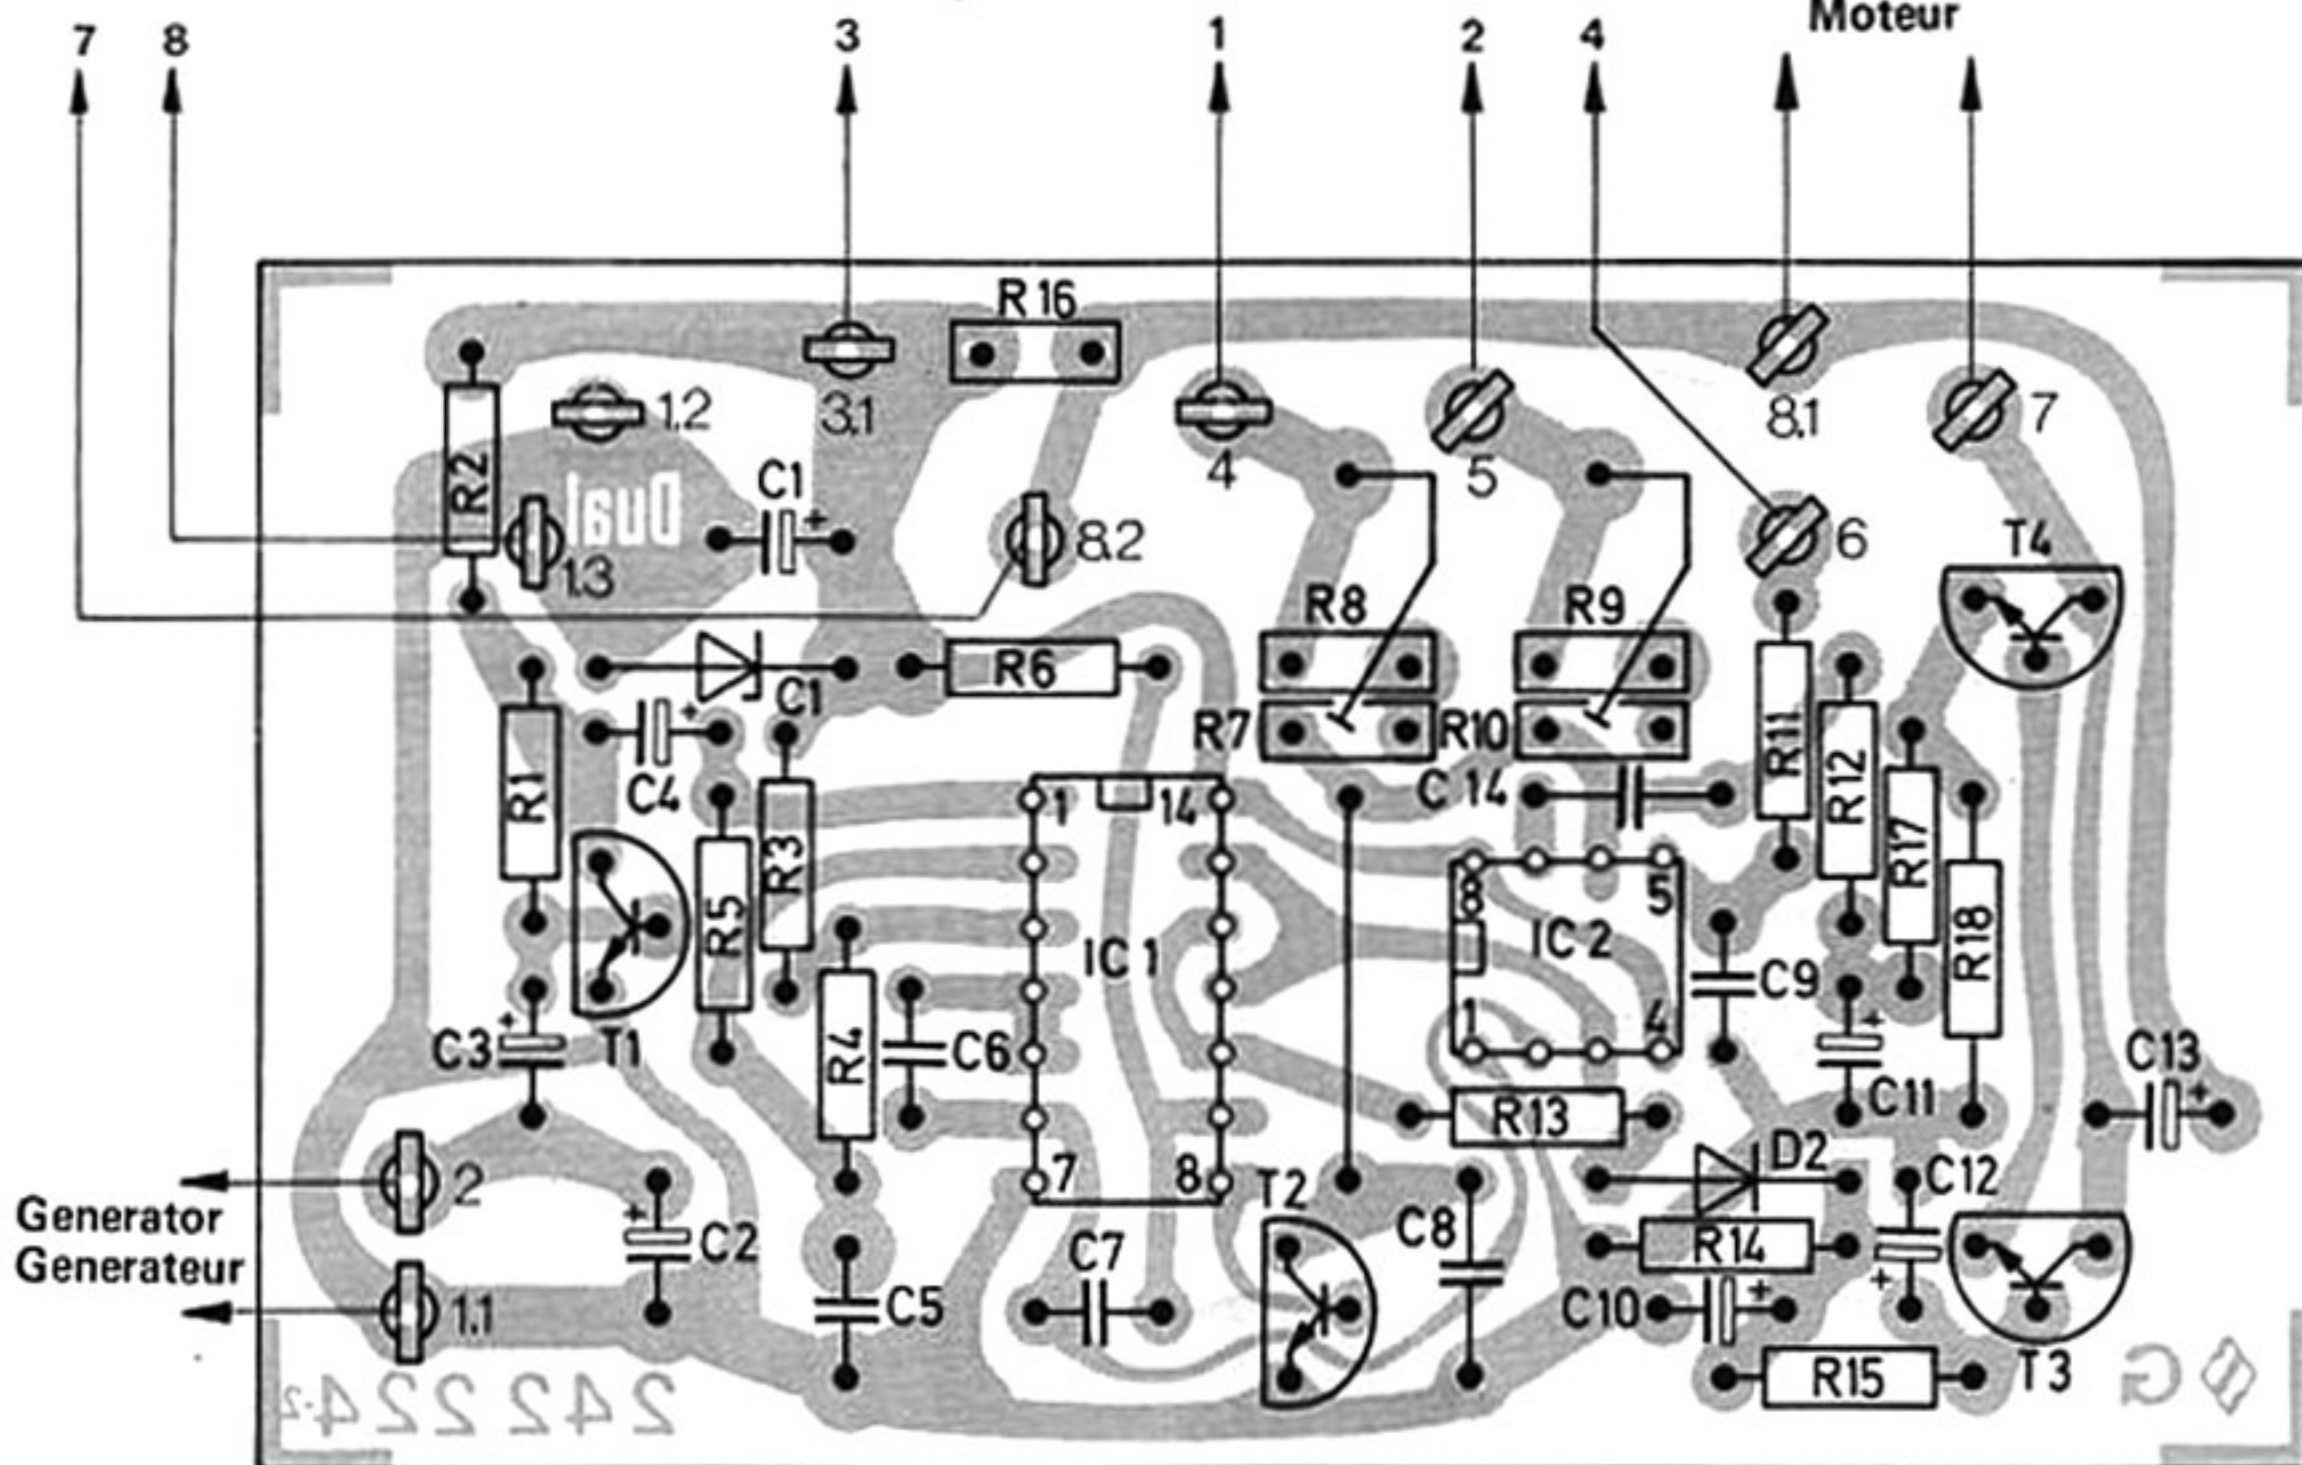 Moteur
7 8 3 1 2 4
R 16
1.2 3.1 8.1 7
4 5
R2 Dual C1 8.2 6 T4
1.3
R8 R9
R6
C1 R7 R10 R11
C4 C 14 R12
R1 1 14
R3 R17
8 5
R5 IC 1 IC 2 R18
C9
1 4
C3 T1 R4 C6 C13
C11
R13
2 7 8 T2 D2 C12
Generator
C2 C7 C8 R14
Generateur
1.1 C5 C10
R15 T3
242 224-2 G